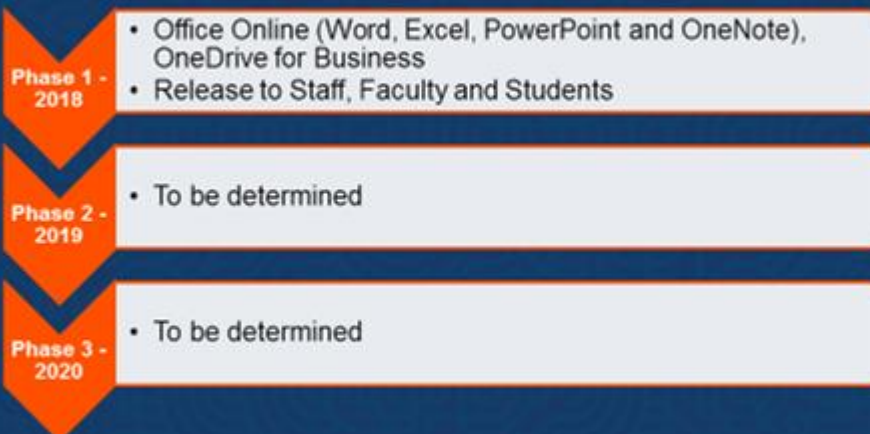 Phase 1 -
2018
• Office Online (Word, Excel, PowerPoint and OneNote),
OneDrive for Business
• Release to Staff, Faculty and Students
Phase 2 -
2019
• To be determined
Phase 3 -
2020
• To be determined